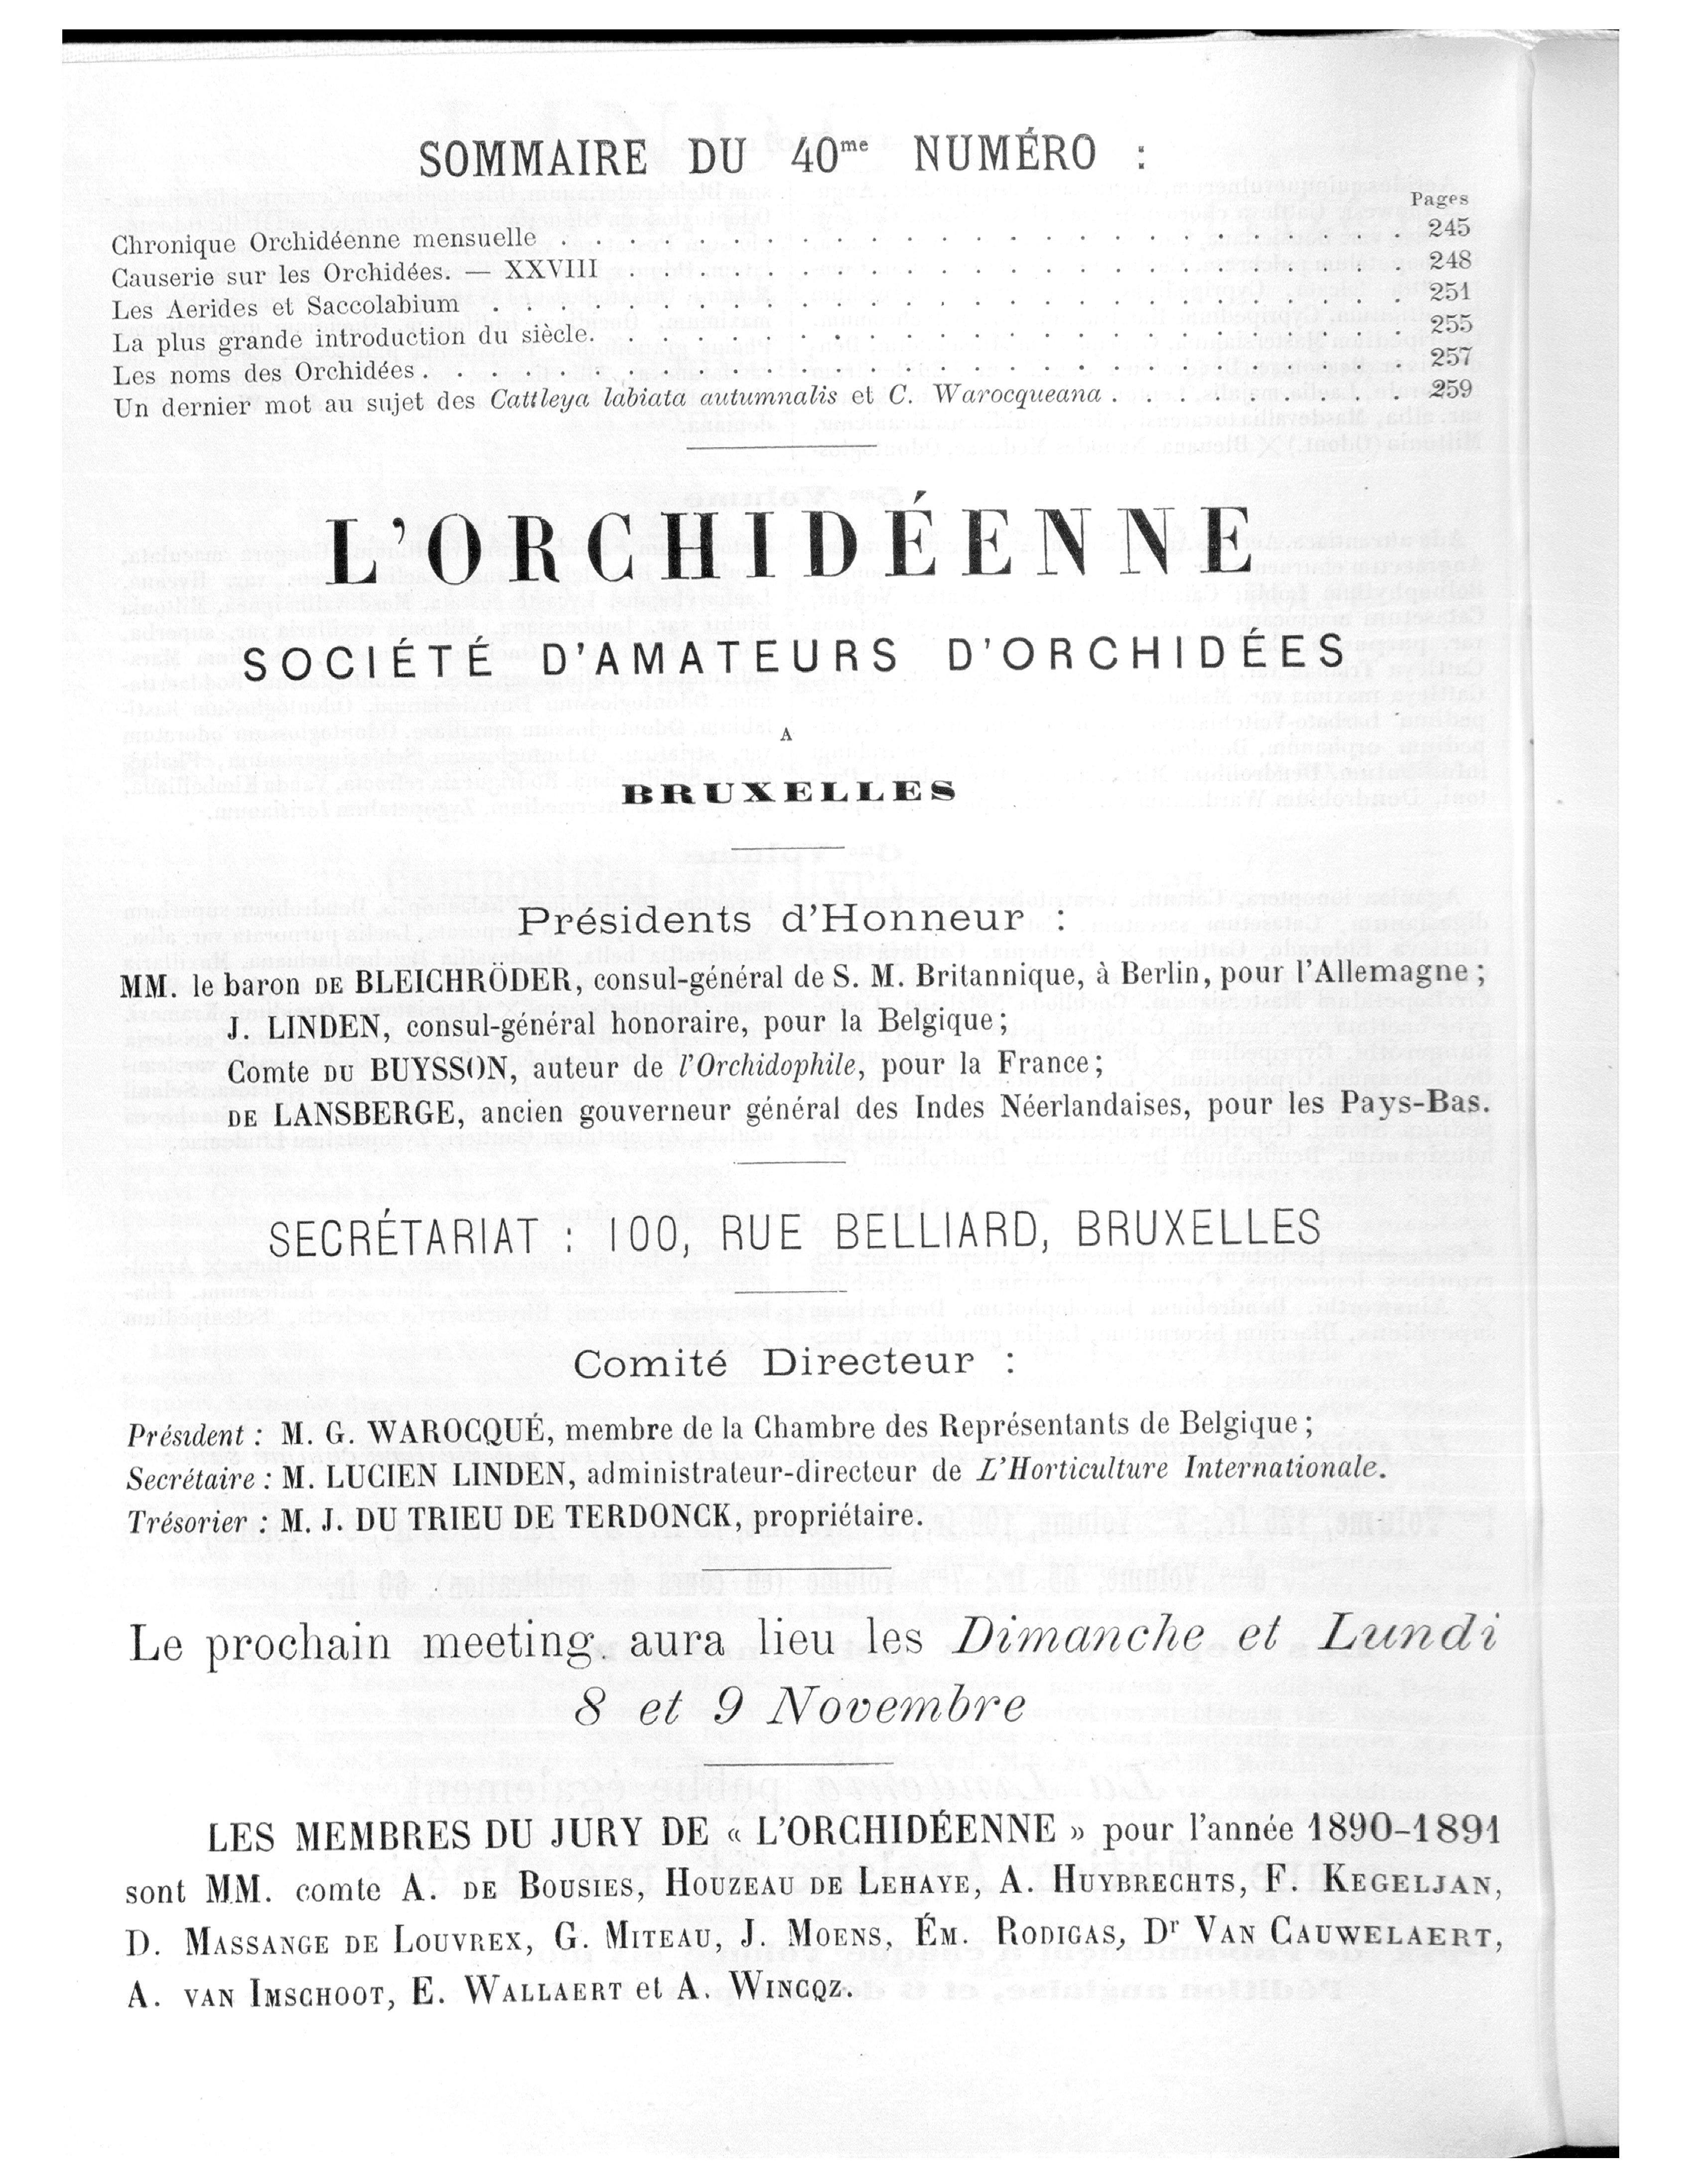 SOMMAIRE DU 40me NUMÉRO :
Pages
Chronique Orchidéenne mensuelle . . . . . . . . . . . . . . . . . . . . . . . . . 245
Causerie sur les Orchidées. — XXVIII . . . . . . . . . . . . . . . . . . . . . . . 248
Les Aerides et Saccolabium . . . . . . . . . . . . . . . . . . . . . . . . . . . 251
La plus grande introduction du siècle. . . . . . . . . . . . . . . . . . . . . . . . 255
Les noms des Orchidées . . . . . . . . . . . . . . . . . . . . . . . . . . . . . 257
Un dernier mot au sujet des Cattleya labiata autumnalis et C. Warocqueana . . . . . . . . . 259
L'ORCHIDÉENNE
SOCIÉTÉ D'AMATEURS D'ORCHIDÉES
A
BRUXELLES
Présidents d'Honneur :
MM. le baron DE BLEICHRÖDER, consul-général de S. M. Britannique, à Berlin, pour l'Allemagne ;
J. LINDEN, consul-général honoraire, pour la Belgique ;
Comte DU BUYSSON, auteur de l'Orchidophile, pour la France ;
DE LANSBERGE, ancien gouverneur général des Indes Néerlandaises, pour les Pays-Bas.
SECRÉTARIAT : 100, RUE BELLIARD, BRUXELLES
Comité Directeur :
Président : M. G. WAROCQUÉ, membre de la Chambre des Représentants de Belgique ;
Secrétaire : M. LUCIEN LINDEN, administrateur-directeur de L'Horticulture Internationale.
Trésorier : M. J. DU TRIEU DE TERDONCK, propriétaire.
Le prochain meeting aura lieu les Dimanche et Lundi
8 et 9 Novembre
LES MEMBRES DU JURY DE « L'ORCHIDÉENNE » pour l'année 1890-1891
sont MM. comte A. DE BOUSIES, HOUZEAU DE LEHAYE, A. HUYBRECHTS, F. KEGELJAN,
D. MASSANGE DE LOUVREX, G. MITEAU, J. MOENS, ÉM. RODIGAS, Dr VAN CAUWELAERT,
A. VAN IMSCHOOT, E. WALLAERT et A. WINCQZ.